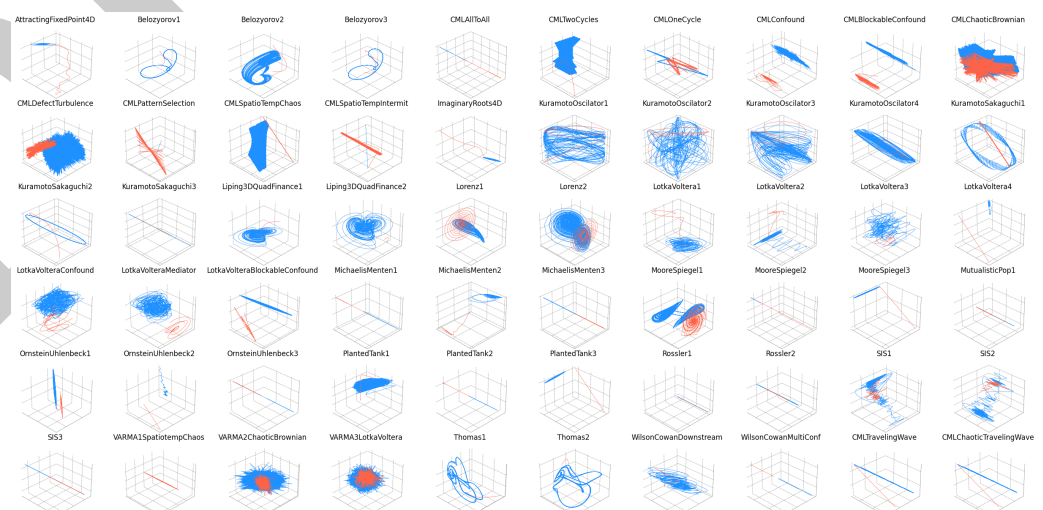 AttractingFixedPoint4D Belozyorov1 Belozyorov2 Belozyorov3 CMLAllToAll CMLTwoCycles CMLOneCycle CMLConfound CMLBlockableConfound CMLChaoticBrownian
CMLDefectTurbulence CMLPatternSelection CMLSpatioTempChaos CMLSpatioTempIntermit ImaginaryRoots4D KuramotoOscilator1 KuramotoOscilator2 KuramotoOscilator3 KuramotoOscilator4 KuramotoSakaguchi1
KuramotoSakaguchi2 KuramotoSakaguchi3 Liping3DQuadFinance1 Liping3DQuadFinance2 Lorenz1 Lorenz2 LotkaVoltera1 LotkaVoltera2 LotkaVoltera3 LotkaVoltera4
LotkaVolteraConfound LotkaVolteraMediator LotkaVolteraBlockableConfound MichaelisMenten1 MichaelisMenten2 MichaelisMenten3 MooreSpiegel1 MooreSpiegel2 MooreSpiegel3 MutualisticPop1
OrnsteinUhlenbeck1 OrnsteinUhlenbeck2 OrnsteinUhlenbeck3 PlantedTank1 PlantedTank2 PlantedTank3 Rossler1 Rossler2 SIS1 SIS2
SIS3 VARMA1SpatiotempChaos VARMA2ChaoticBrownian VARMA3LotkaVoltera Thomas1 Thomas2 WilsonCowanDownstream WilsonCowanMultiConf CMLTravelingWave CMLChaoticTravelingWave